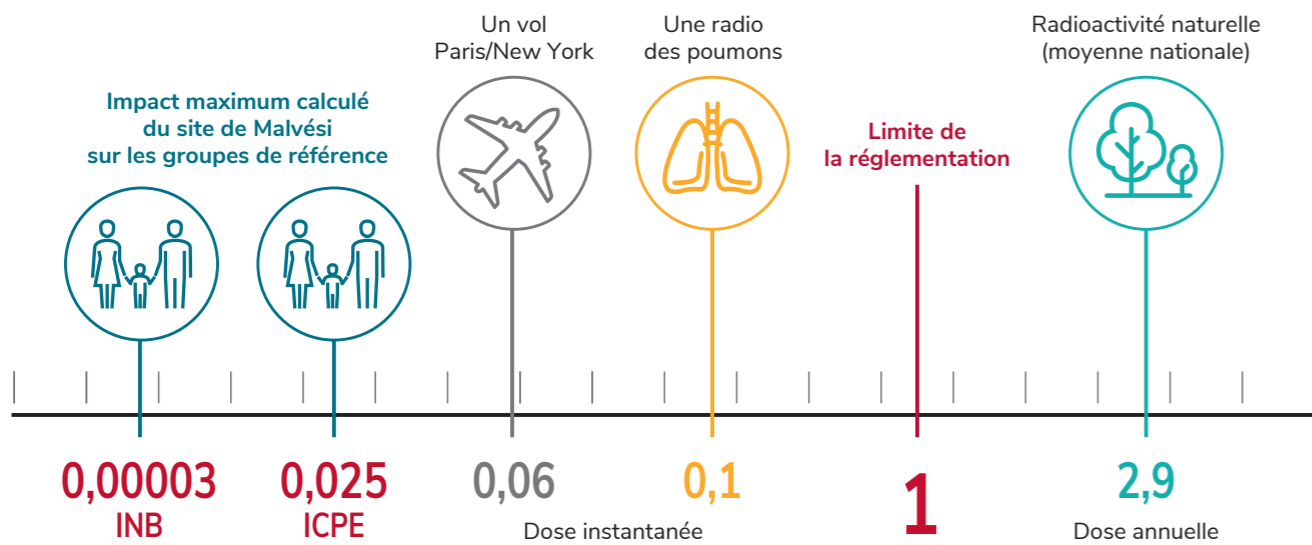 Impact maximum calculé
du site de Malvési
sur les groupes de référence
Un vol
Paris/New York
Une radio
des poumons
Limite de
la réglementation
Radioactivité naturelle
(moyenne nationale)
0,00003
INB
0,025
ICPE
0,06
0,1
Dose instantanée
1
2,9
Dose annuelle